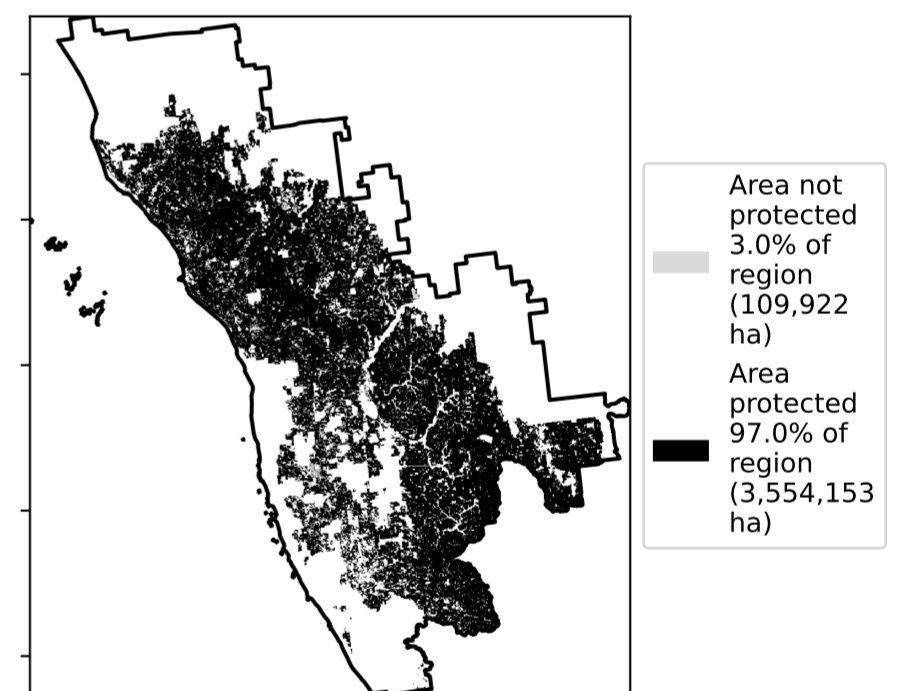 Area not
protected
3.0% of
region
(109,922
ha)
Area
protected
97.0% of
region
(3,554,153
ha)